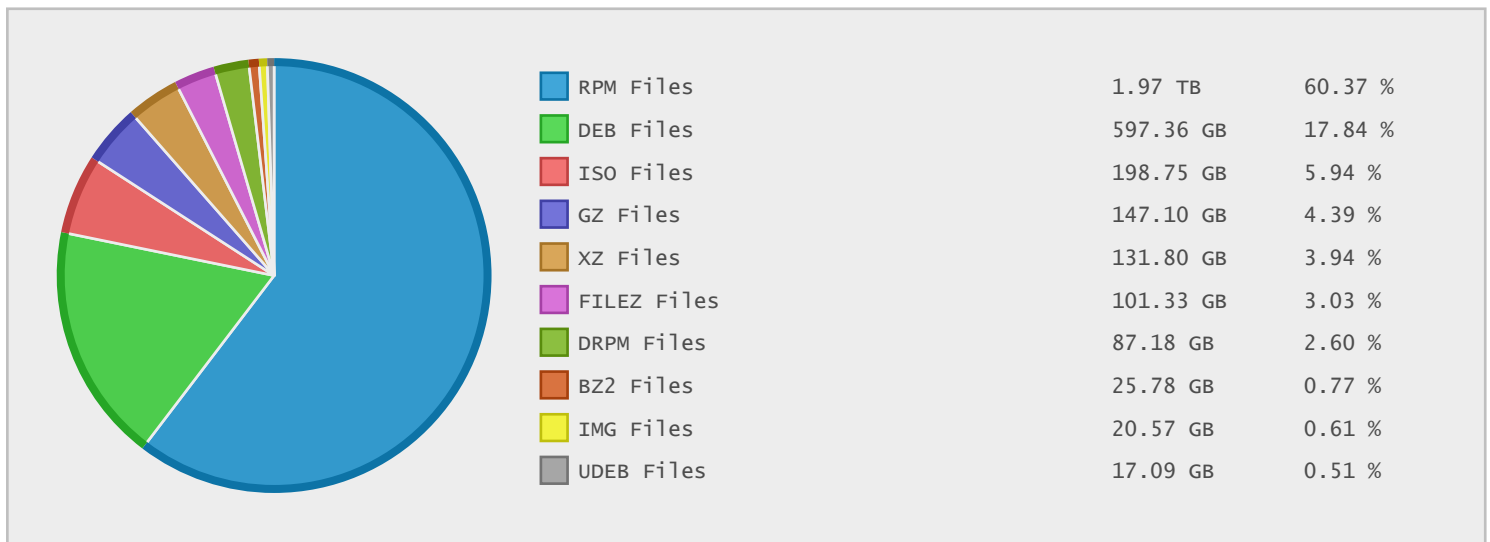 RPM Files 1.97 TB 60.37 %
DEB Files 597.36 GB 17.84 %
ISO Files 198.75 GB 5.94 %
GZ Files 147.10 GB 4.39 %
XZ Files 131.80 GB 3.94 %
FILEZ Files 101.33 GB 3.03 %
DRPM Files 87.18 GB 2.60 %
BZ2 Files 25.78 GB 0.77 %
IMG Files 20.57 GB 0.61 %
UDEB Files 17.09 GB 0.51 %